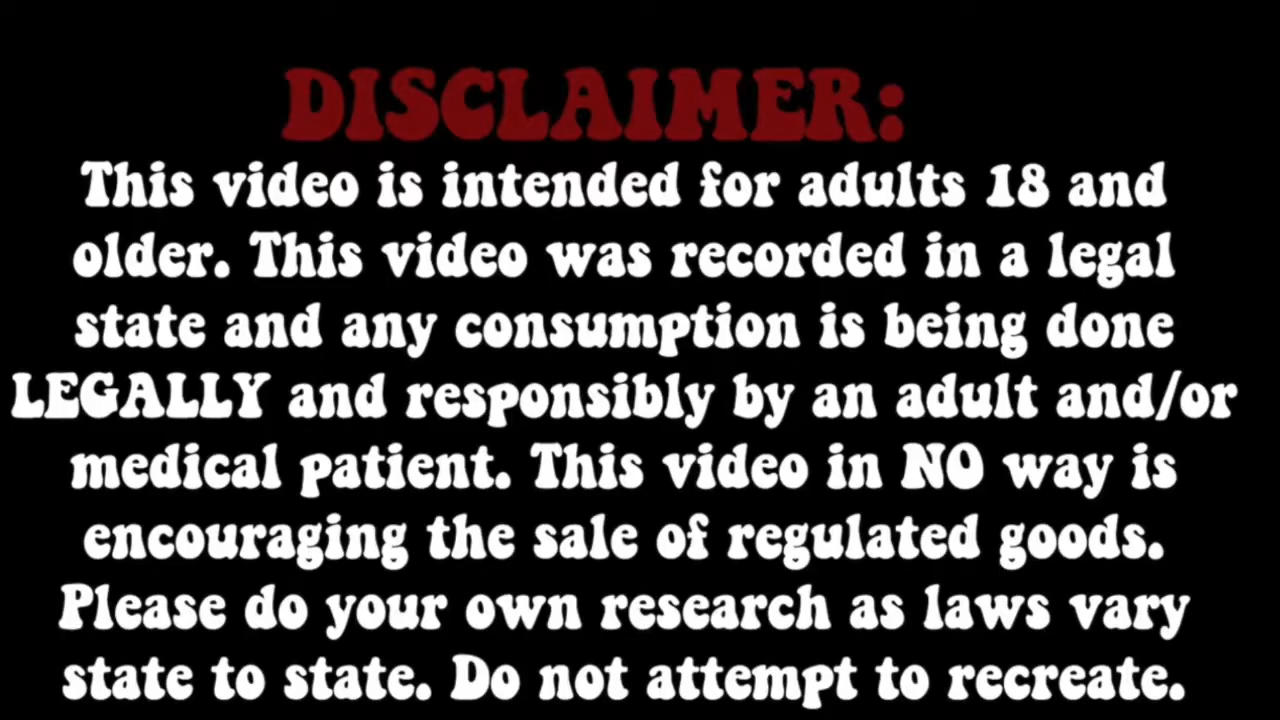 DISCLAIMER:
This video is intended for adults 18 and
older. This video was recorded in a legal
state and any consumption is being done
LEGALLY and responsibly by an adult and/or
medical patient. This video in NO way is
encouraging the sale of regulated goods.
Please do your own research as laws vary
state to state. Do not attempt to recreate.